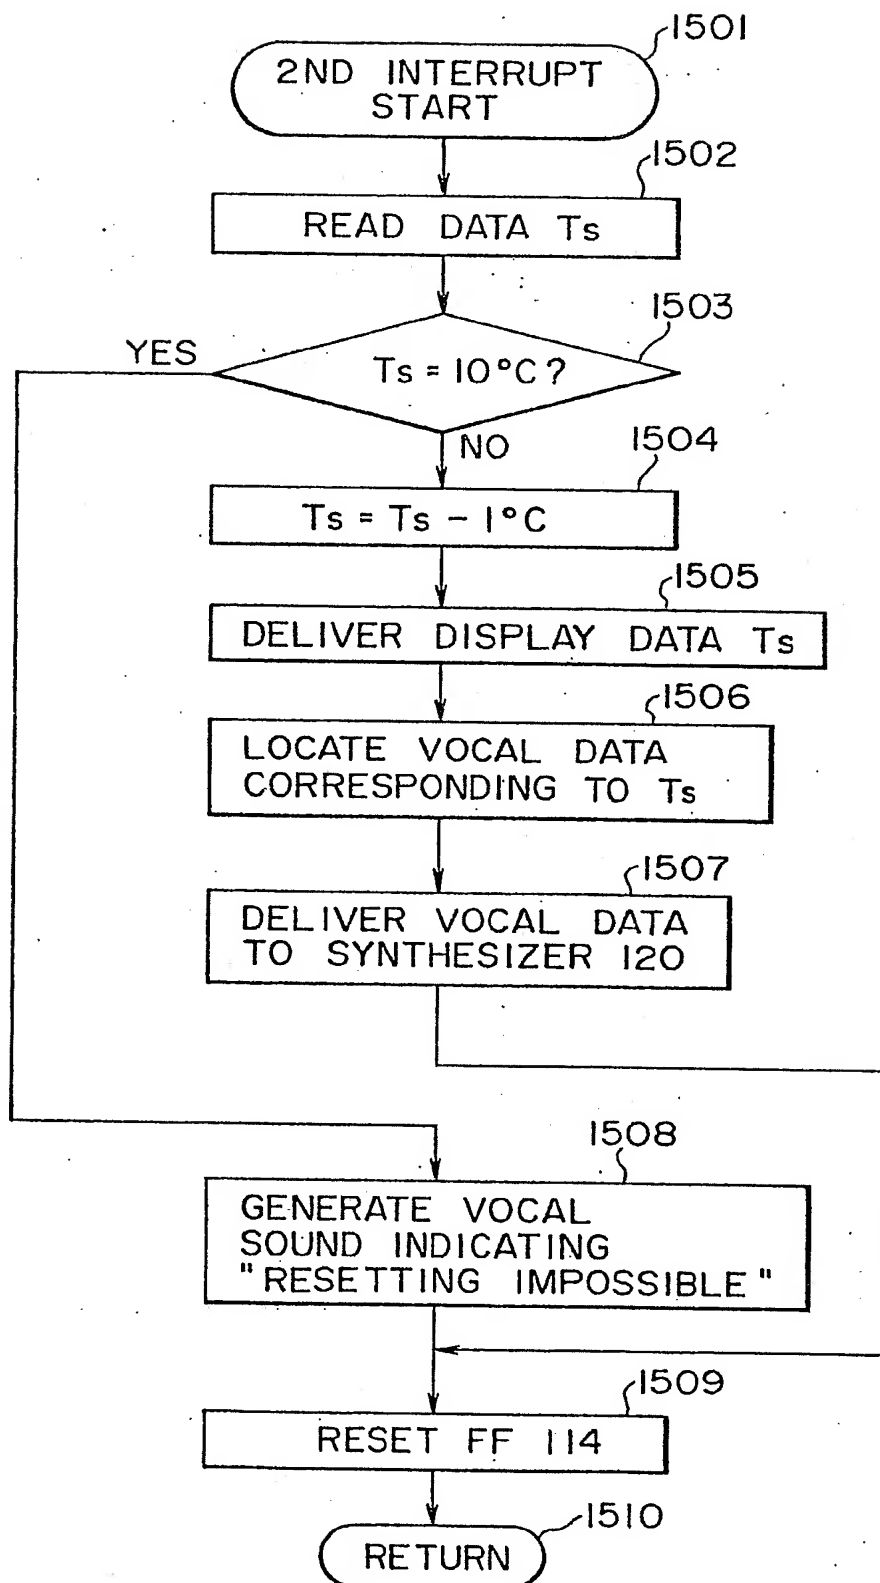 1501
2ND INTERRUPT
START
1502
READ DATA Ts
1503
YES
Ts = 10°C?
NO
1504
Ts = Ts - 1°C
1505
DELIVER DISPLAY DATA Ts
1506
LOCATE VOCAL DATA
CORRESPONDING TO Ts
1507
DELIVER VOCAL DATA
TO SYNTHESIZER 120
1508
GENERATE VOCAL
SOUND INDICATING
"RESETTING IMPOSSIBLE"
1509
RESET FF 114
1510
RETURN